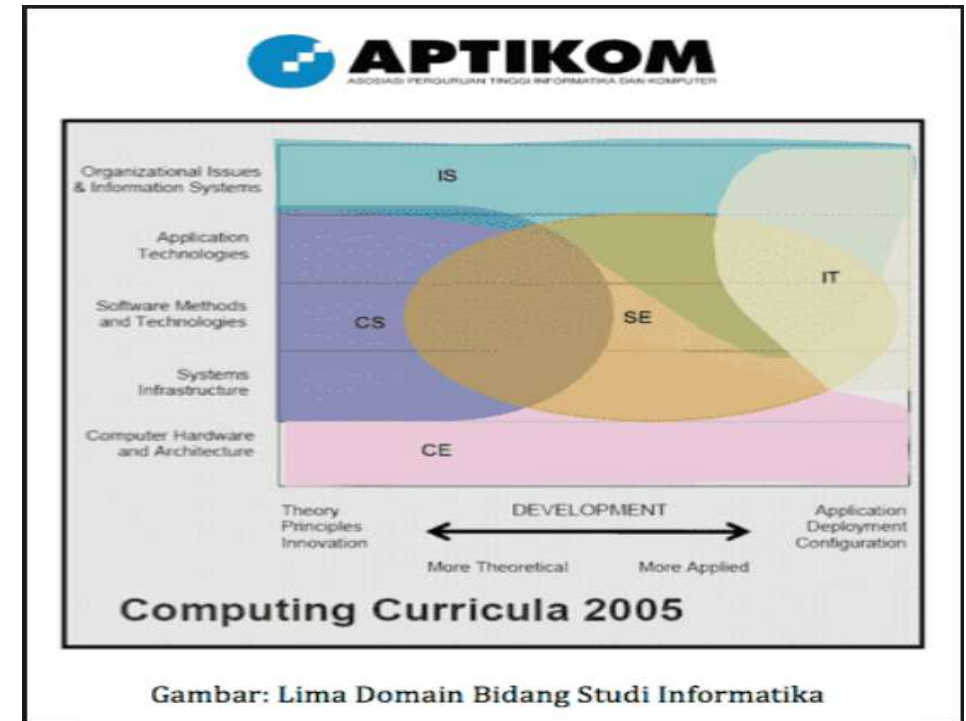 APTIKOM
ASOSIASI PERGURUAN TINGGI INFORMATIKA DAN KOMPUTER
Organizational Issues
& Information Systems
IS
Application
Technologies
IT
Software Methods
and Technologies
CS
SE
Systems
Infrastructure
Computer Hardware
and Architecture
CE
Theory
Principles
Innovation
DEVELOPMENT
Application
Deployment
Configuration
More Theoretical
More Applied
Computing Curricula 2005
Gambar: Lima Domain Bidang Studi Informatika